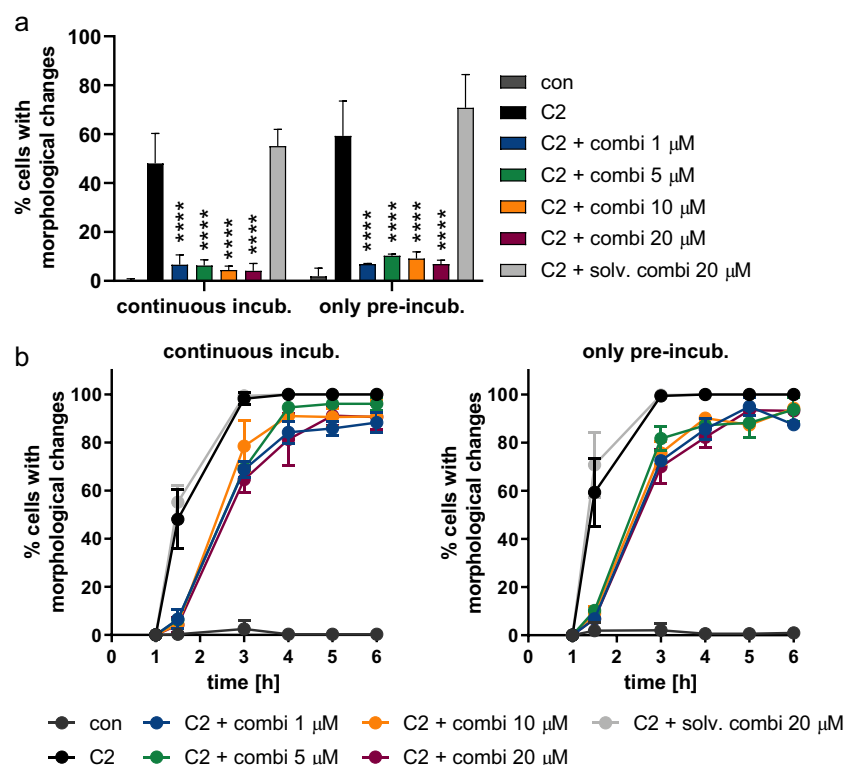 a
% cells with
morphological changes
100
80
60
40
20
0
****
****
****
****
****
****
****
****
continuous incub.
only pre-incub.
con
C2
C2 + combi 1 μM
C2 + combi 5 μM
C2 + combi 10 μM
C2 + combi 20 μM
C2 + solv. combi 20 μM
b
continuous incub.
% cells with
morphological changes
100
80
60
40
20
0
0 1 2 3 4 5 6
time [h]
only pre-incub.
% cells with
morphological changes
100
80
60
40
20
0
0 1 2 3 4 5 6
time [h]
con C2 + combi 1 μM C2 + combi 10 μM C2 + solv. combi 20 μM
C2 C2 + combi 5 μM C2 + combi 20 μM